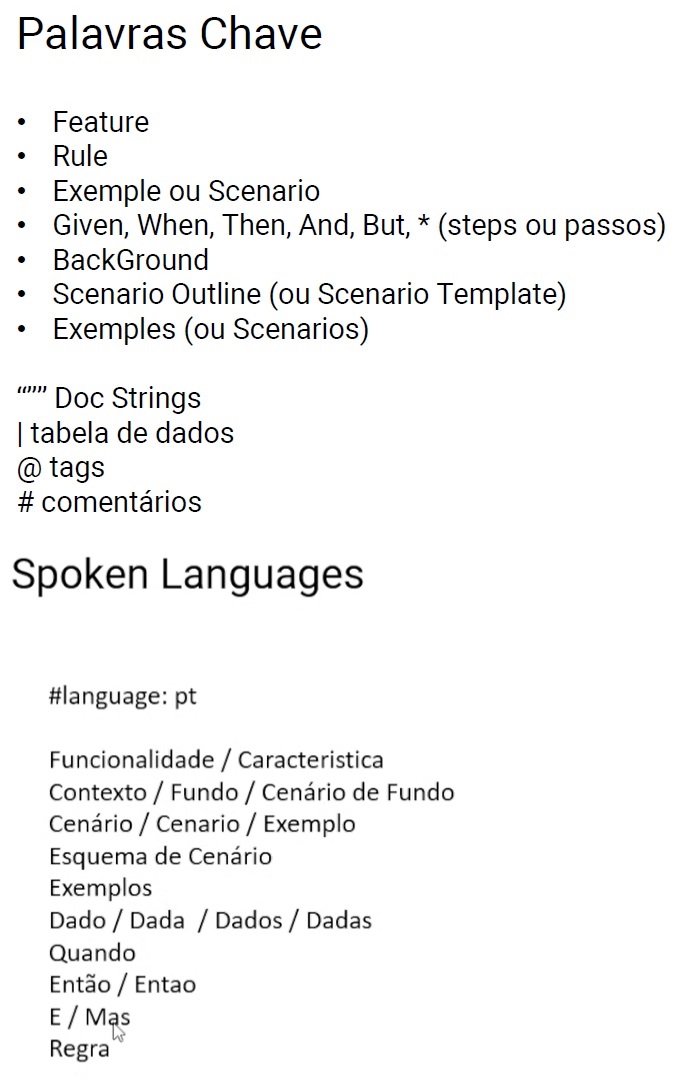 Palavras Chave
• Feature
• Rule
• Exemple ou Scenario
• Given, When, Then, And, But, * (steps ou passos)
• BackGround
• Scenario Outline (ou Scenario Template)
• Exemples (ou Scenarios)
“”” Doc Strings
| tabela de dados
@ tags
# comentários
Spoken Languages
#language: pt
Funcionalidade / Caracteristica
Contexto / Fundo / Cenário de Fundo
Cenário / Cenario / Exemplo
Esquema de Cenário
Exemplos
Dado / Dada  / Dados / Dadas
Quando
Então / Entao
E / Mas
Regra